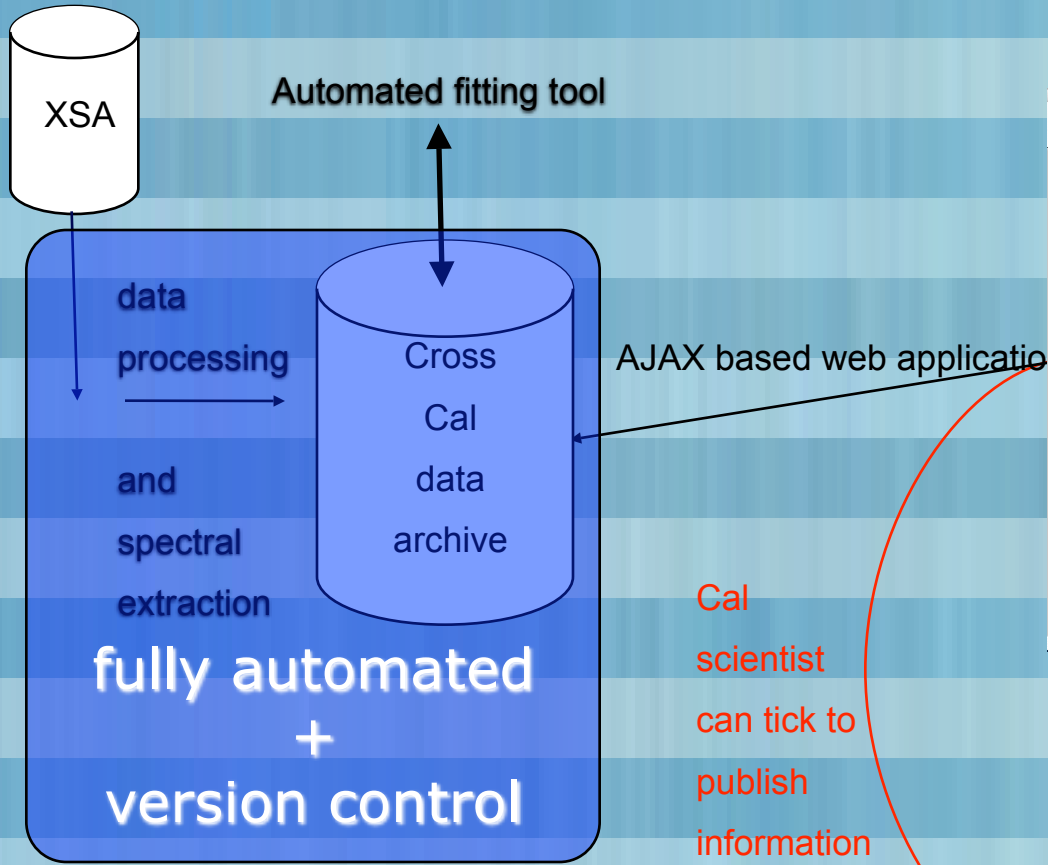 XSA
Automated fitting tool
data
processing
and
spectral
extraction
Cross
Cal
data
archive
fully automated
+
version control
AJAX based web applicatio
Cal
scientist
can tick to
publish
information